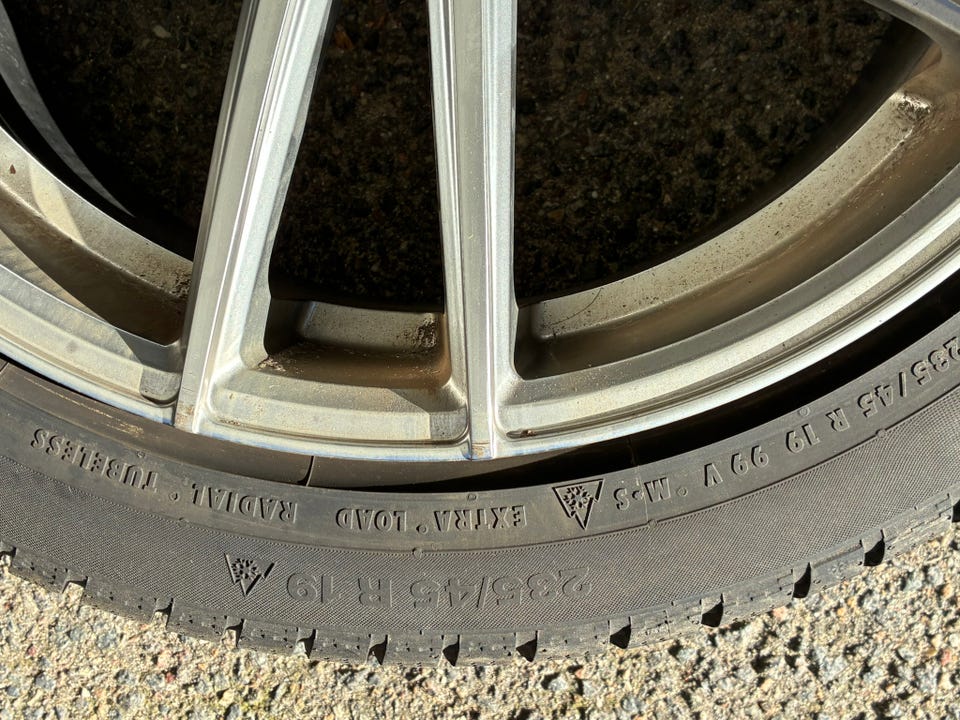 235/45 R 19
235/45 R 19 99 V • M•S EXTRA • LOAD RADIAL • TUBELESS